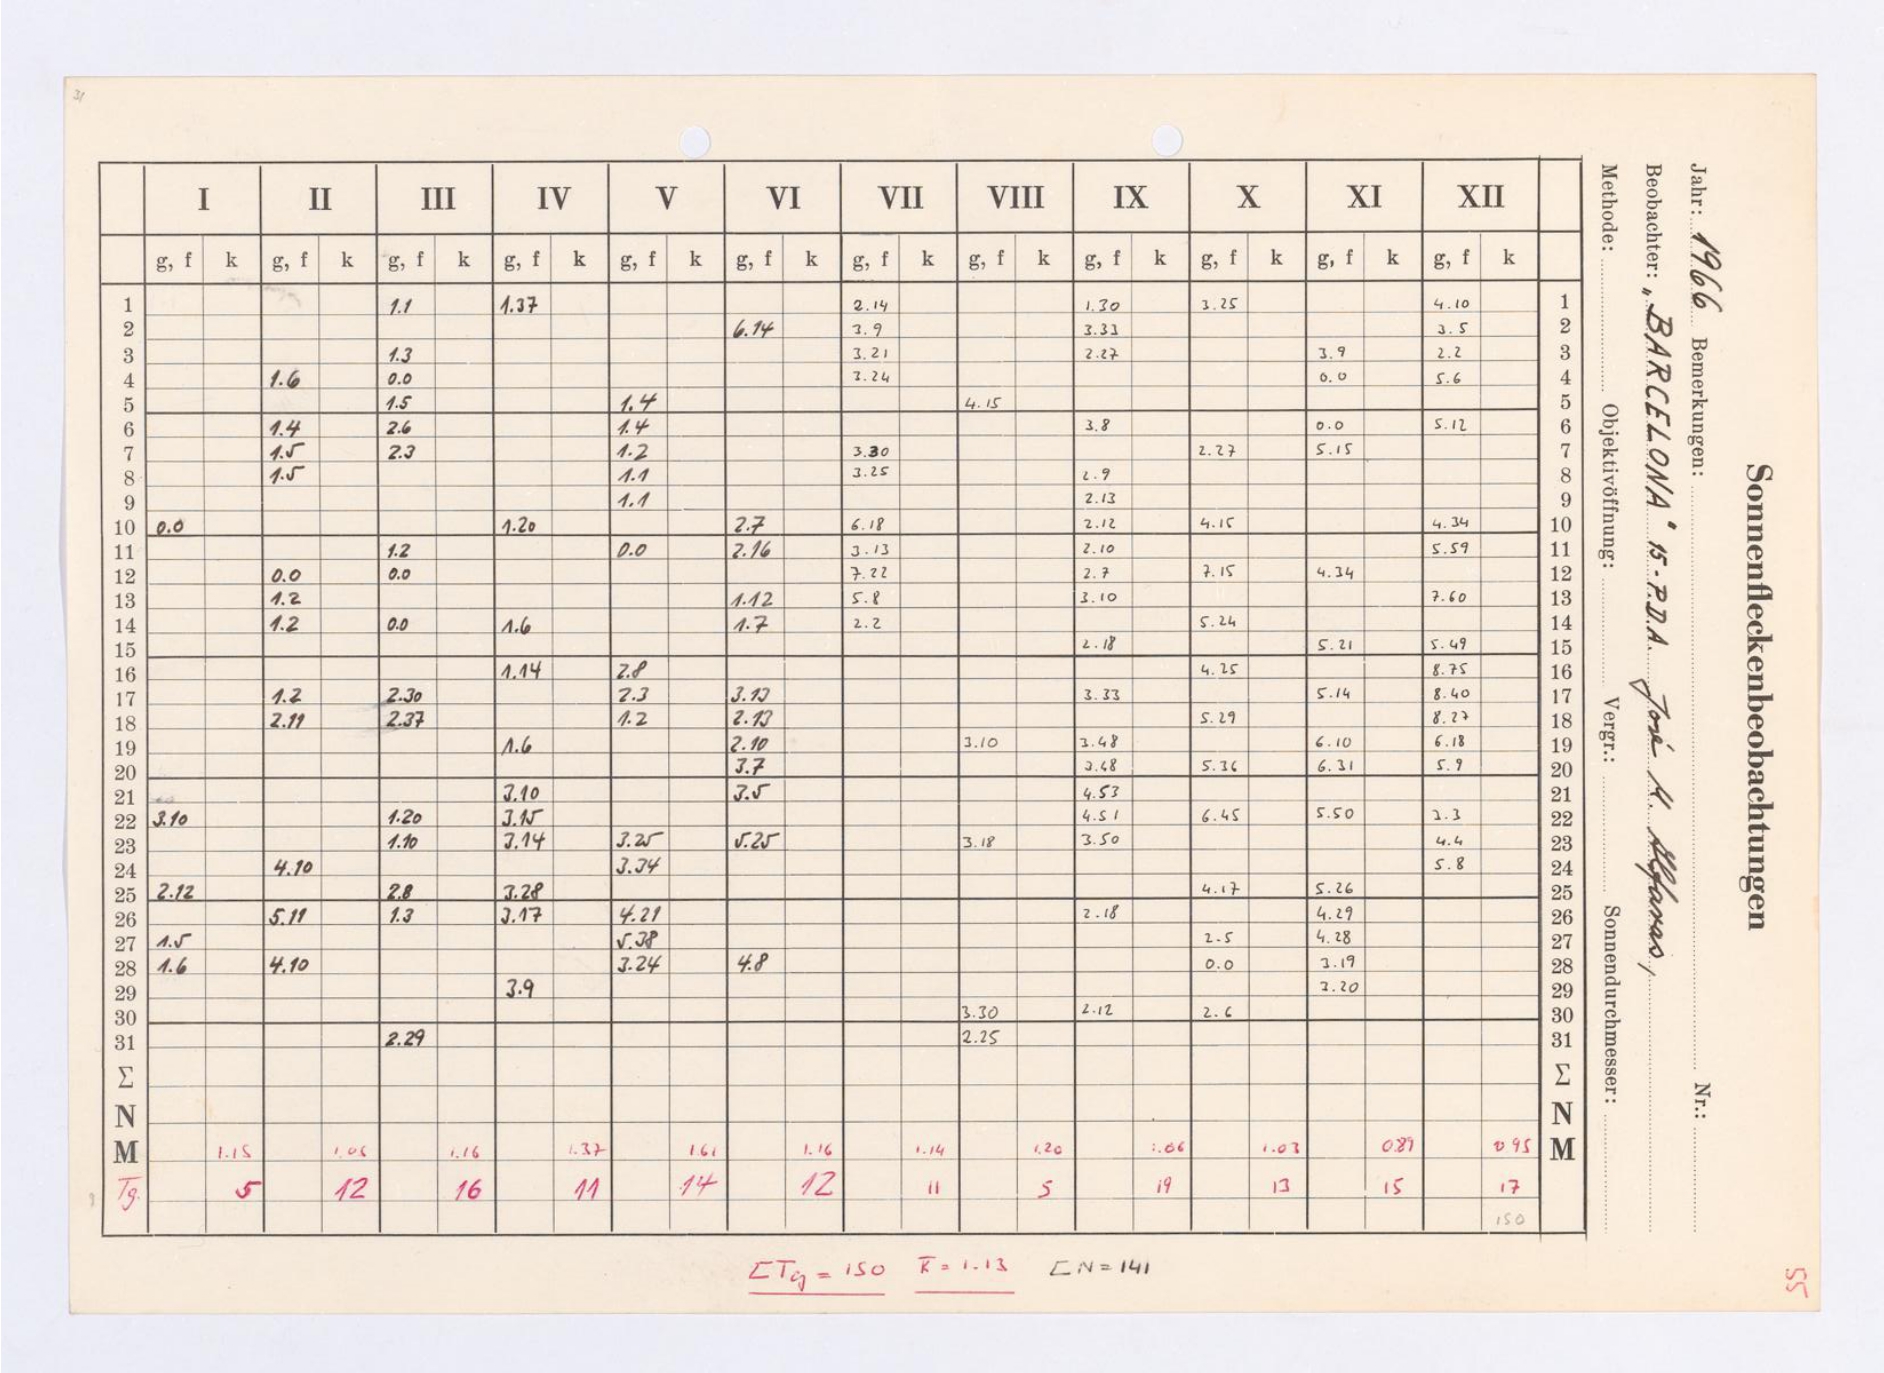 31
Sonnenfleckenbeobachtungen
Jahr: 1966 Bemerkungen: Nr.:
Beobachter: „BARCELONA" 15-P.D.A. José M.
Methode: Objektivöffnung: Vergr.: Sonnendurchmesser:
I II III IV V VI VII VIII IX X XI XII
g, f k g, f k g, f k g, f k g, f k g, f k g, f k g, f k g, f k g, f k g, f k g, f k
1 1.1 1.37 2.14 1.30 3.25 4.10 1
2 6.14 3.9 3.33 3.5 2
3 1.3 3.21 2.27 3.9 2.2 3
4 1.6 0.0 3.24 0.0 5.6 4
5 1.5 1.4 4.15 5
6 1.4 2.6 1.4 3.8 0.0 5.12 6
7 1.5 2.3 1.2 3.30 2.27 5.15 7
8 1.5 1.1 3.25 2.9 8
9 1.1 2.13 9
10 0.0 1.20 2.7 6.18 2.12 4.15 4.34 10
11 1.2 0.0 2.16 3.13 2.10 5.59 11
12 0.0 0.0 7.22 2.7 7.15 4.34 12
13 1.2 1.12 5.8 3.10 7.60 13
14 1.2 0.0 1.6 1.7 2.2 5.24 14
15 2.18 5.21 5.49 15
16 1.14 2.8 4.25 8.75 16
17 1.2 2.30 2.3 3.13 3.33 5.14 8.40 17
18 2.11 2.37 1.2 2.13 5.29 8.27 18
19 1.6 2.10 3.10 3.48 6.10 6.18 19
20 3.7 3.48 5.36 6.31 5.9 20
21 3.10 3.5 4.53 21
22 3.10 1.20 3.15 4.51 6.45 5.50 3.3 22
23 1.10 3.14 3.25 5.25 3.18 3.50 4.4 23
24 4.10 3.34 5.8 24
25 2.12 2.8 3.28 4.17 5.26 25
26 5.11 1.3 3.17 4.21 2.18 4.29 26
27 1.5 5.38 2.5 4.28 27
28 1.6 4.10 3.24 4.8 0.0 3.19 28
29 3.9 3.20 29
30 3.30 2.12 2.6 30
31 2.29 2.25 31
Σ Σ
N N
M 1.15 1.05 1.16 1.37 1.61 1.16 1.14 1.20 1.06 1.03 0.89 0.95 M
Tg. 5 12 16 11 14 12 11 5 19 13 15 17
150
ΣTg = 150 k̅ = 1.13 ΣN = 141
55